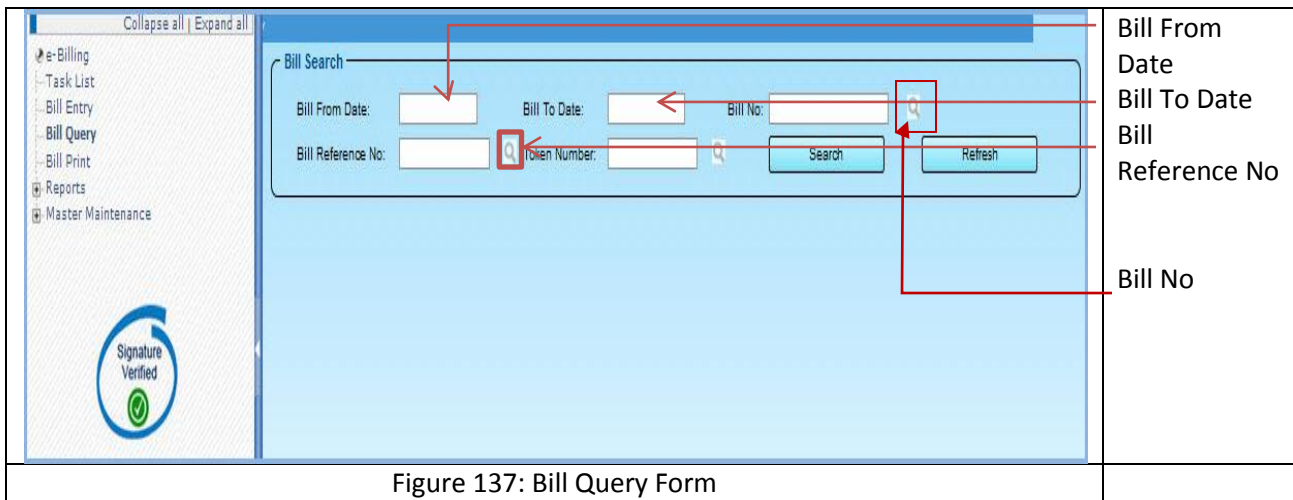 Collapse all | Expand all
e-Billing
Task List
Bill Entry
Bill Query
Bill Print
Reports
Master Maintenance
Signature
Verified
Bill Search
Bill From Date: Bill To Date: Bill No:
Bill Reference No: Token Number: Search Refresh
Bill From
Date
Bill To Date
Bill
Reference No
Bill No
Figure 137: Bill Query Form